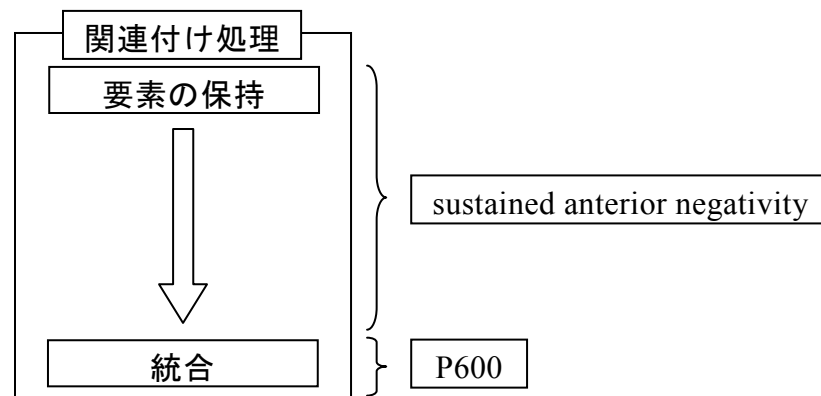 関連付け処理
要素の保持
sustained anterior negativity
統合
P600